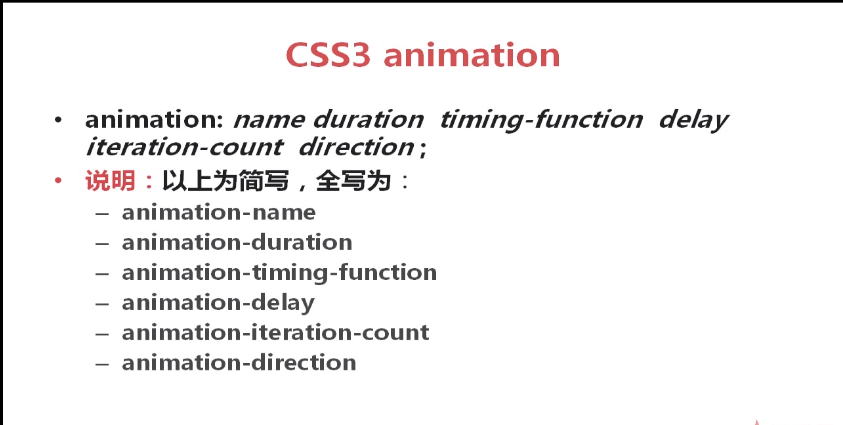 CSS3 animation
• animation: name duration timing-function delay
iteration-count direction ;
• 说明：以上为简写，全写为：
– animation-name
– animation-duration
– animation-timing-function
– animation-delay
– animation-iteration-count
– animation-direction